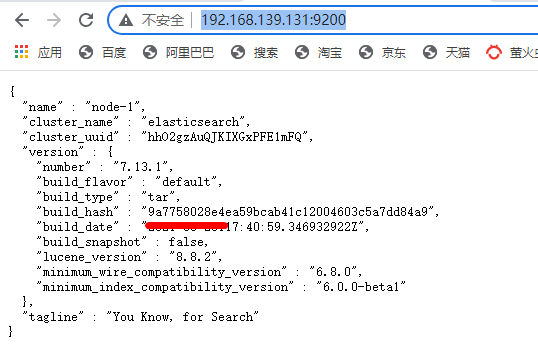 不安全 192.168.139.131:9200
应用 百度 阿里巴巴 搜索 淘宝 京东 天猫 萤火虫
{
"name" : "node-1",
"cluster_name" : "elasticsearch",
"cluster_uuid" : "hhO2gzAuQJKIXGxPFE1mFQ",
"version" : {
"number" : "7.13.1",
"build_flavor" : "default",
"build_type" : "tar",
"build_hash" : "9a7758028e4ea59bcab41c12004603c5a7dd84a9",
"build_date" : 17:40:59.346932922Z",
"build_snapshot" : false,
"lucene_version" : "8.8.2",
"minimum_wire_compatibility_version" : "6.8.0",
"minimum_index_compatibility_version" : "6.0.0-beta1"
},
"tagline" : "You Know, for Search"
}